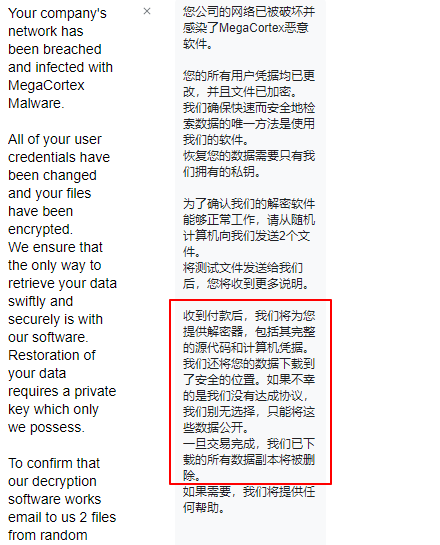 Your company's
network has
been breached
and infected with
MegaCortex
Malware.
All of your user
credentials have
been changed
and your files
have been
encrypted.
We ensure that
the only way to
retrieve your data
swiftly and
securely is with
our software.
Restoration of
your data
requires a private
key which only
we possess.
To confirm that
our decryption
software works
email to us 2 files
from random
×
您公司的网络已被破坏并
感染了MegaCortex恶意
软件。
您的所有用户凭据均已更
改，并且文件已加密。
我们确保快速而安全地检
索数据的唯一方法是使用
我们的软件。
恢复您的数据需要只有我
们拥有的私钥。
为了确认我们的解密软件
能够正常工作，请从随机
计算机向我们发送2个文
件。
将测试文件发送给我们
后，您将收到更多说明。
收到付款后，我们将为您
提供解密器，包括其完整
的源代码和计算机凭据。
我们还将您的数据下载到
了安全的位置。如果不幸
的是我们没有达成协议，
我们别无选择，只能将这
些数据公开。
一旦交易完成，我们已下
载的所有数据副本将被删
除。
如果需要，我们将提供任
何帮助。